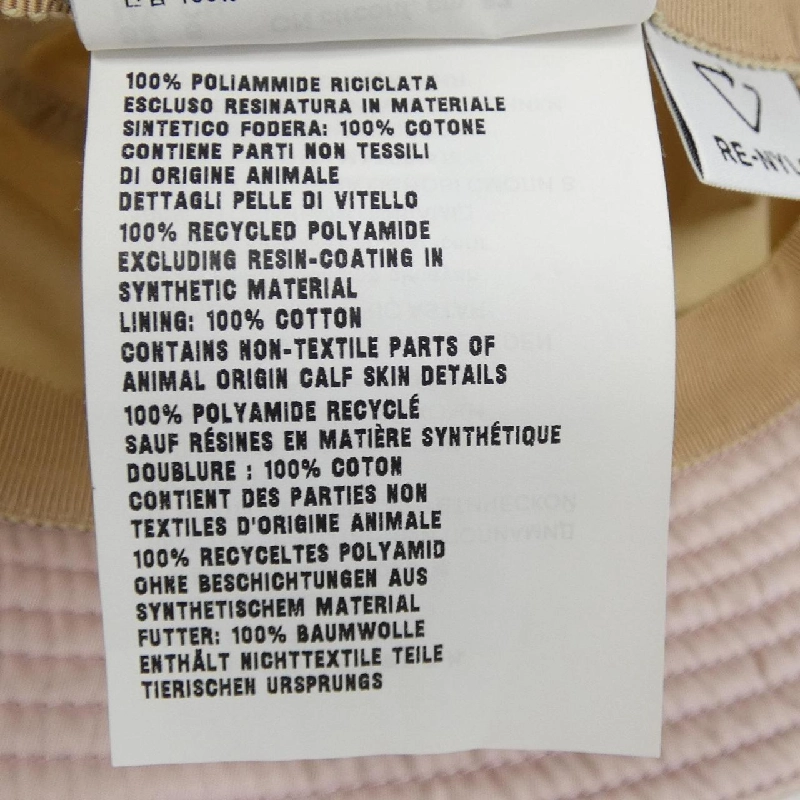 100% POLIAMMIDE RICICLATA
ESCLUSO RESINATURA IN MATERIALE
SINTETICO FODERA: 100% COTONE
CONTIENE PARTI NON TESSILI
DI ORIGINE ANIMALE
DETTAGLI PELLE DI VITELLO
100% RECYCLED POLYAMIDE
EXCLUDING RESIN-COATING IN
SYNTHETIC MATERIAL
LINING: 100% COTTON
CONTAINS NON-TEXTILE PARTS OF
ANIMAL ORIGIN CALF SKIN DETAILS
100% POLYAMIDE RECYCLÉ
SAUF RÉSINES EN MATIÈRE SYNTHÉTIQUE
DOUBLURE : 100% COTON
CONTIENT DES PARTIES NON
TEXTILES D'ORIGINE ANIMALE
100% RECYCELTES POLYAMID
OHNE BESCHICHTUNGEN AUS
SYNTHETISCHEM MATERIAL
FUTTER: 100% BAUMWOLLE
ENTHÄLT NICHTTEXTILE TEILE
TIERISCHEN URSPRUNGS
RE-NYL